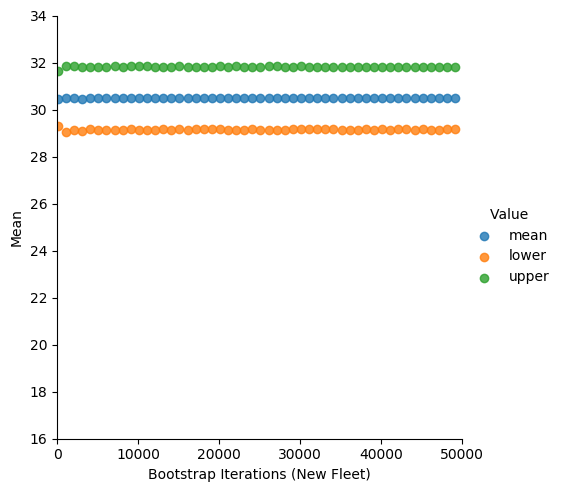 34
32
30
28
26
24
22
20
18
16
Mean
0
10000
20000
30000
40000
50000
Bootstrap Iterations (New Fleet)
Value
mean
lower
upper